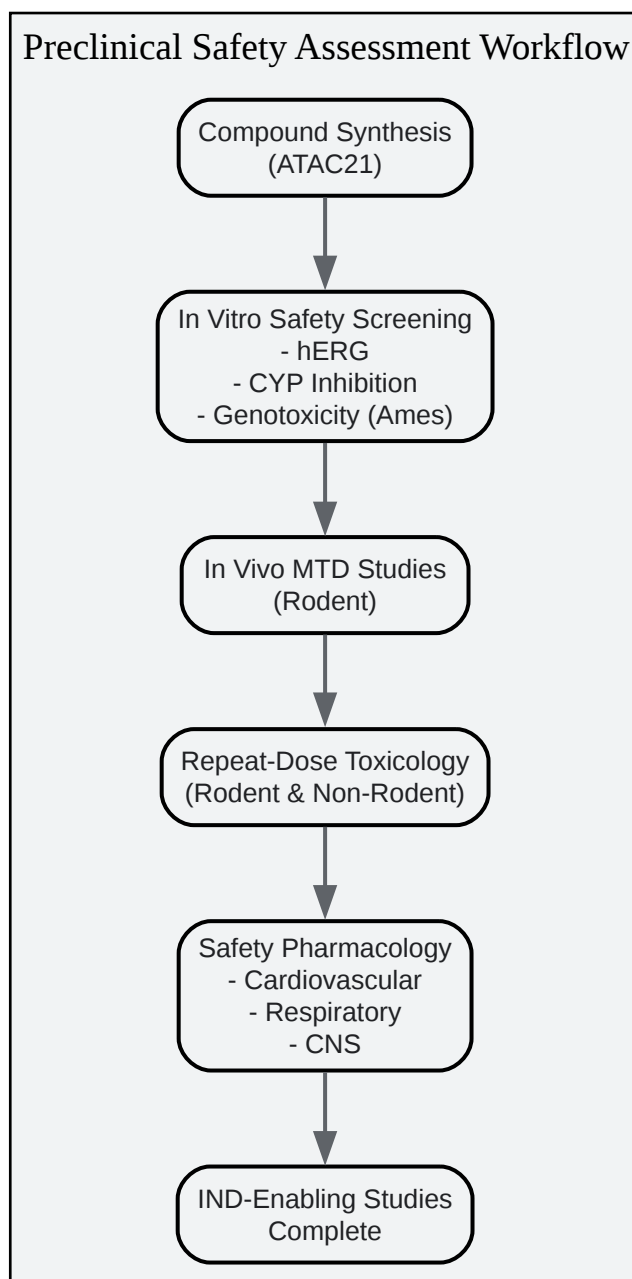 Preclinical Safety Assessment Workflow
Compound Synthesis
(ATAC21)
In Vitro Safety Screening
- hERG
- CYP Inhibition
- Genotoxicity (Ames)
In Vivo MTD Studies
(Rodent)
Repeat-Dose Toxicology
(Rodent & Non-Rodent)
Safety Pharmacology
- Cardiovascular
- Respiratory
- CNS
IND-Enabling Studies
Complete